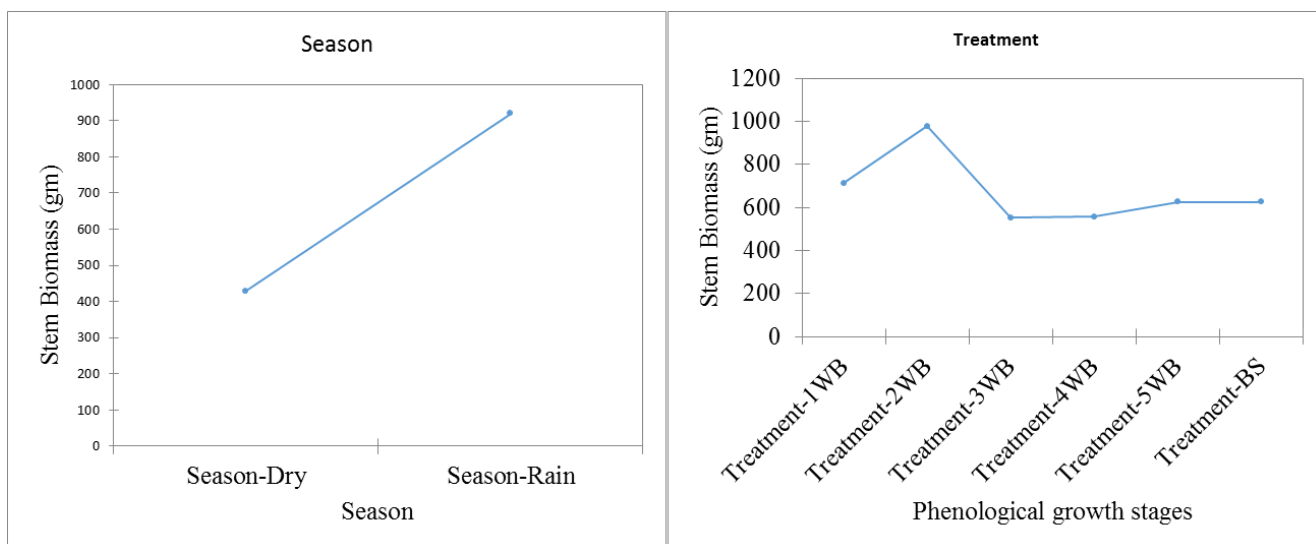 Season
Stem Biomass (gm)
1000
900
800
700
600
500
400
300
200
100
0
Season-Dry
Season-Rain
Season
Treatment
Stem Biomass (gm)
1200
1000
800
600
400
200
0
Treatment-1WB
Treatment-2WB
Treatment-3WB
Treatment-4WB
Treatment-5WB
Treatment-BS
Phenological growth stages